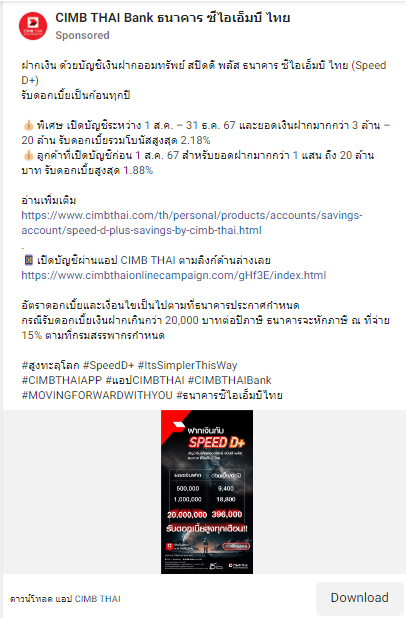 CIMB THAI Bank ธนาคาร ซีไอเอ็มบี ไทย
Sponsored
ฝากเงิน ด้วยบัญชีเงินฝากออมทรัพย์ สปีดดี พลัส ธนาคาร ซีไอเอ็มบี ไทย (Speed
D+)
รับดอกเบี้ยเป็นก้อนทุกปี
👍🏼 พิเศษ เปิดบัญชีระหว่าง 1 ส.ค. – 31 ธ.ค. 67 และยอดเงินฝากมากกว่า 3 ล้าน –
20 ล้าน รับดอกเบี้ยรวมโบนัสสูงสุด 2.18%
👍🏼 ลูกค้าที่เปิดบัญชีก่อน 1 ส.ค. 67 สำหรับยอดฝากมากกว่า 1 แสน ถึง 20 ล้าน
บาท รับดอกเบี้ยสูงสุด 1.88%
อ่านเพิ่มเติม
https://www.cimbthai.com/th/personal/products/accounts/savings-
account/speed-d-plus-savings-by-cimb-thai.html
.
📲 เปิดบัญชีผ่านแอป CIMB THAI ตามลิงก์ด้านล่างเลย
https://www.cimbthaionlinecampaign.com/gHf3E/index.html
อัตราดอกเบี้ยและเงื่อนไขเป็นไปตามที่ธนาคารประกาศกำหนด
กรณีรับดอกเบี้ยเงินฝากเกินกว่า 20,000 บาทต่อปีภาษี ธนาคารจะหักภาษี ณ ที่จ่าย
15% ตามที่กรมสรรพากรกำหนด
#สูงทะลุโลก #SpeedD+ #ItsSimplerThisWay
#CIMBTHAIAPP #แอปCIMBTHAI #CIMBTHAIBank
#MOVINGFORWARDWITHYOU #ธนาคารซีไอเอ็มบีไทย
ฝากเงินกับ
SPEED D+
ยอดเงินฝาก ดอกเบี้ย/ปี
500,000 9,400
1,000,000 18,800
20,000,000 396,000
รับดอกเบี้ยสูงทุกเดือน!!
ดาวน์โหลด แอป CIMB THAI
Download